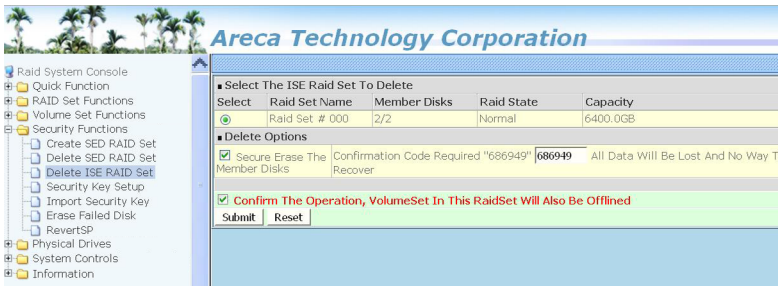 Areca Technology Corporation
Raid System Console
Quick Function
RAID Set Functions
Volume Set Functions
Security Functions
Create SED RAID Set
Delete SED RAID Set
Delete ISE RAID Set
Security Key Setup
Import Security Key
Erase Failed Disk
RevertSP
Physical Drives
System Controls
Information
Select The ISE Raid Set To Delete
Select Raid Set Name Member Disks Raid State Capacity
Raid Set # 000 2/2 Normal 6400.0GB
Delete Options
Secure Erase The Member Disks
Confirmation Code Required "686949" 686949 All Data Will Be Lost And No Way T
Recover
Confirm The Operation, VolumeSet In This RaidSet Will Also Be Offlined
Submit Reset